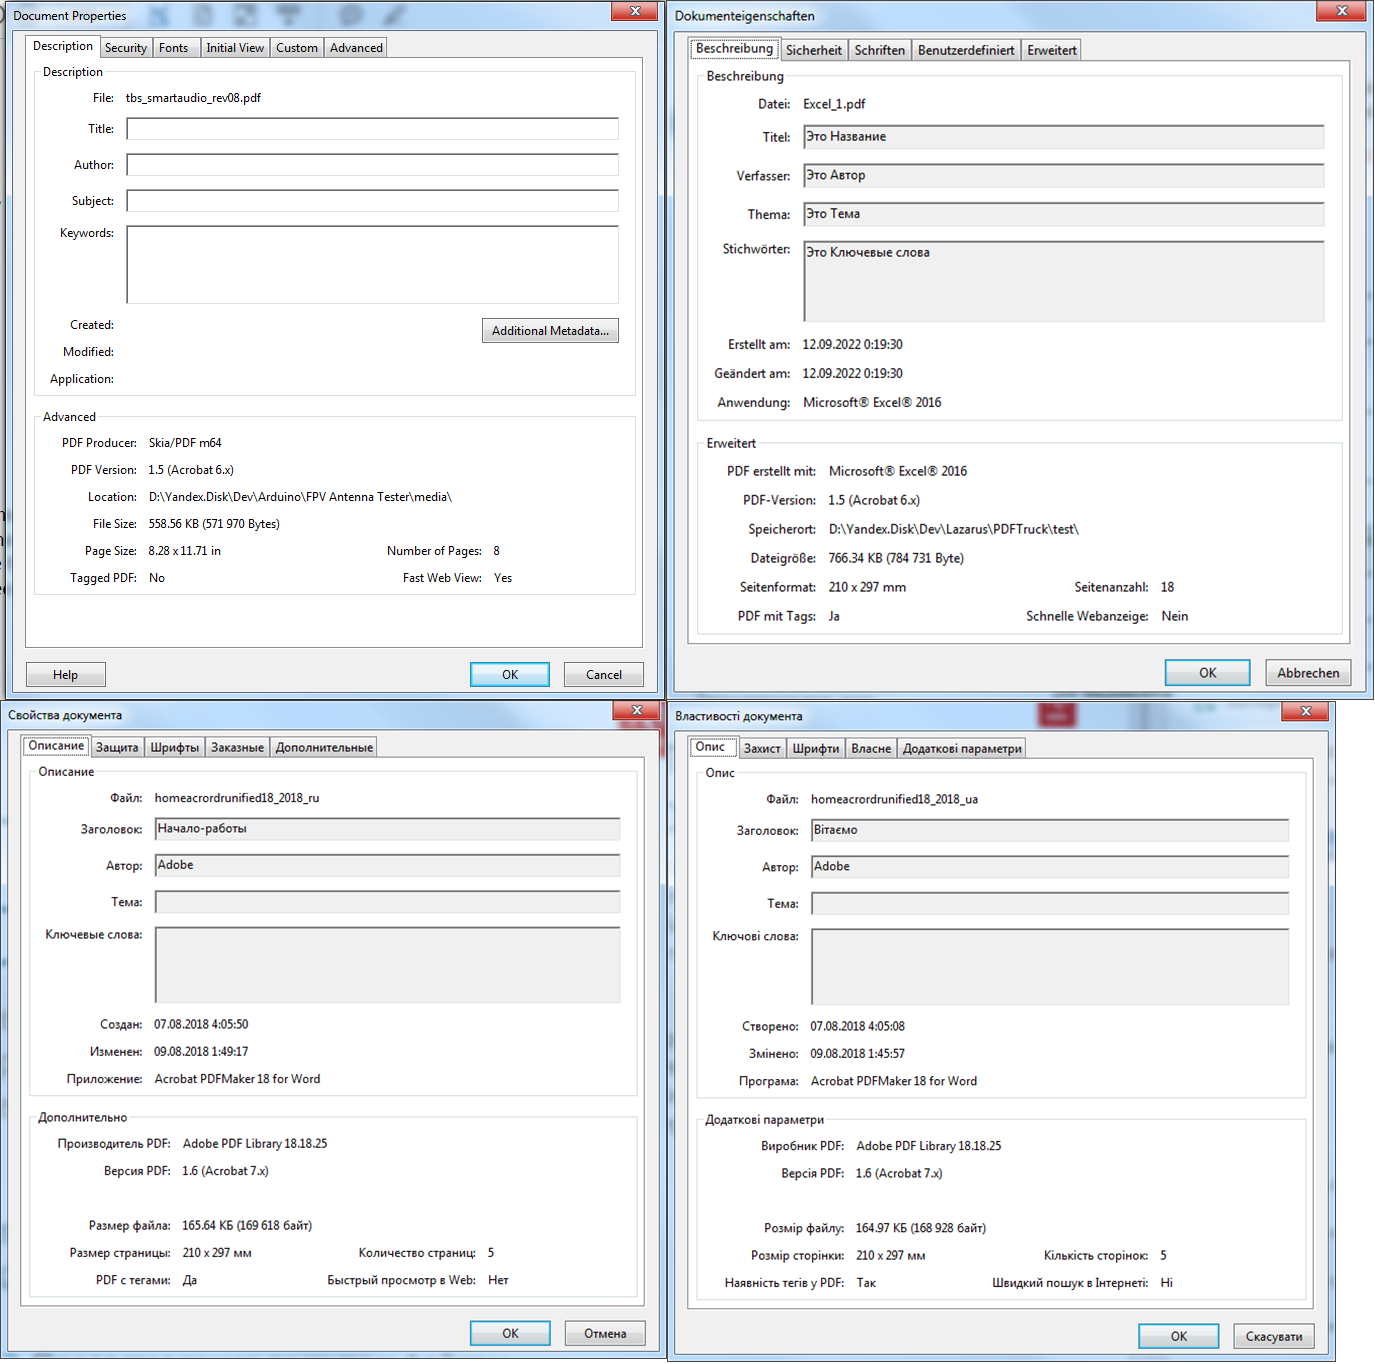 Document Properties
Description Security Fonts Initial View Custom Advanced
Description
File: tbs_smartaudio_rev08.pdf
Title:
Author:
Subject:
Keywords:
Created:
Additional Metadata...
Modified:
Application:
Advanced
PDF Producer: Skia/PDF m64
PDF Version: 1.5 (Acrobat 6.x)
Location: D:\Yandex.Disk\Dev\Arduino\FPV Antenna Tester\media\
File Size: 558.56 KB (571 970 Bytes)
Page Size: 8.28 x 11.71 in Number of Pages: 8
Tagged PDF: No Fast Web View: Yes
Help OK Cancel
Dokumenteigenschaften
Beschreibung Sicherheit Schriften Benutzerdefiniert Erweitert
Beschreibung
Datei: Excel_1.pdf
Titel: Это Название
Verfasser: Это Автор
Thema: Это Тема
Stichwörter: Это Ключевые слова
Erstellt am: 12.09.2022 0:19:30
Geändert am: 12.09.2022 0:19:30
Anwendung: Microsoft® Excel® 2016
Erweitert
PDF erstellt mit: Microsoft® Excel® 2016
PDF-Version: 1.5 (Acrobat 6.x)
Speicherort: D:\Yandex.Disk\Dev\Lazarus\PDFTruck\test\
Dateigröße: 766.34 KB (784 731 Byte)
Seitenformat: 210 x 297 mm Seitenanzahl: 18
PDF mit Tags: Ja Schnelle Webanzeige: Nein
OK Abbrechen
Свойства документа
Описание Защита Шрифты Заказные Дополнительные
Описание
Файл: homeacrordrunified18_2018_ru
Заголовок: Начало-работы
Автор: Adobe
Тема:
Ключевые слова:
Создан: 07.08.2018 4:05:50
Изменен: 09.08.2018 1:49:17
Приложение: Acrobat PDFMaker 18 for Word
Дополнительно
Производитель PDF: Adobe PDF Library 18.18.25
Версия PDF: 1.6 (Acrobat 7.x)
Размер файла: 165.64 КБ (169 618 байт)
Размер страницы: 210 x 297 мм Количество страниц: 5
PDF с тегами: Да Быстрый просмотр в Web: Нет
OK Отмена
Властивості документа
Опис Захист Шрифти Власне Додаткові параметри
Опис
Файл: homeacrordrunified18_2018_ua
Заголовок: Вітаємо
Автор: Adobe
Тема:
Ключові слова:
Створено: 07.08.2018 4:05:08
Змінено: 09.08.2018 1:45:57
Програма: Acrobat PDFMaker 18 for Word
Додаткові параметри
Виробник PDF: Adobe PDF Library 18.18.25
Версія PDF: 1.6 (Acrobat 7.x)
Розмір файлу: 164.97 КБ (168 928 байт)
Розмір сторінки: 210 x 297 мм Кількість сторінок: 5
Наявність тегів у PDF: Так Швидкий пошук в Інтернеті: Ні
OK Скасувати